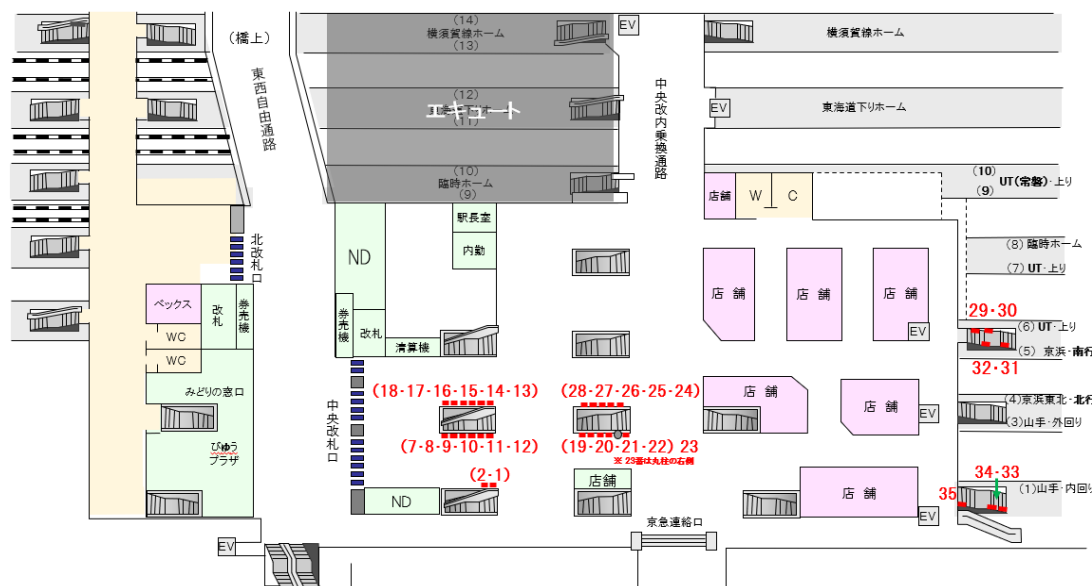 (橋上)
東西自由通路
(14)
横須賀線ホーム
(13)
EV
横須賀線ホーム
(12)
エキュート
(11)
中央改内乗換通路
EV
東海道下りホーム
(10)
臨時ホーム
(9)
店舗
W
C
(10)
(9)
UT(常磐)・上り
駅長室
内勤
ND
北改札口
(8) 臨時ホーム
(7) UT・上り
店 舗
店 舗
店 舗
EV
29・30
(6) UT・上り
(5) 京浜・南行
32・31
ベックス
改札
券売機
WC
WC
券売機
改札
清算機
みどりの窓口
びゅう
プラザ
中央改札口
(18・17・16・15・14・13)
(28・27・26・25・24)
(7・8・9・10・11・12)
(19・20・21・22) 23
※ 23番は丸柱の右側
店 舗
店 舗
EV
(4)京浜東北・北行
(3)山手・外回り
(2・1)
ND
店舗
店 舗
EV
34・33
35
(1)山手・内回り
京急連絡口
EV